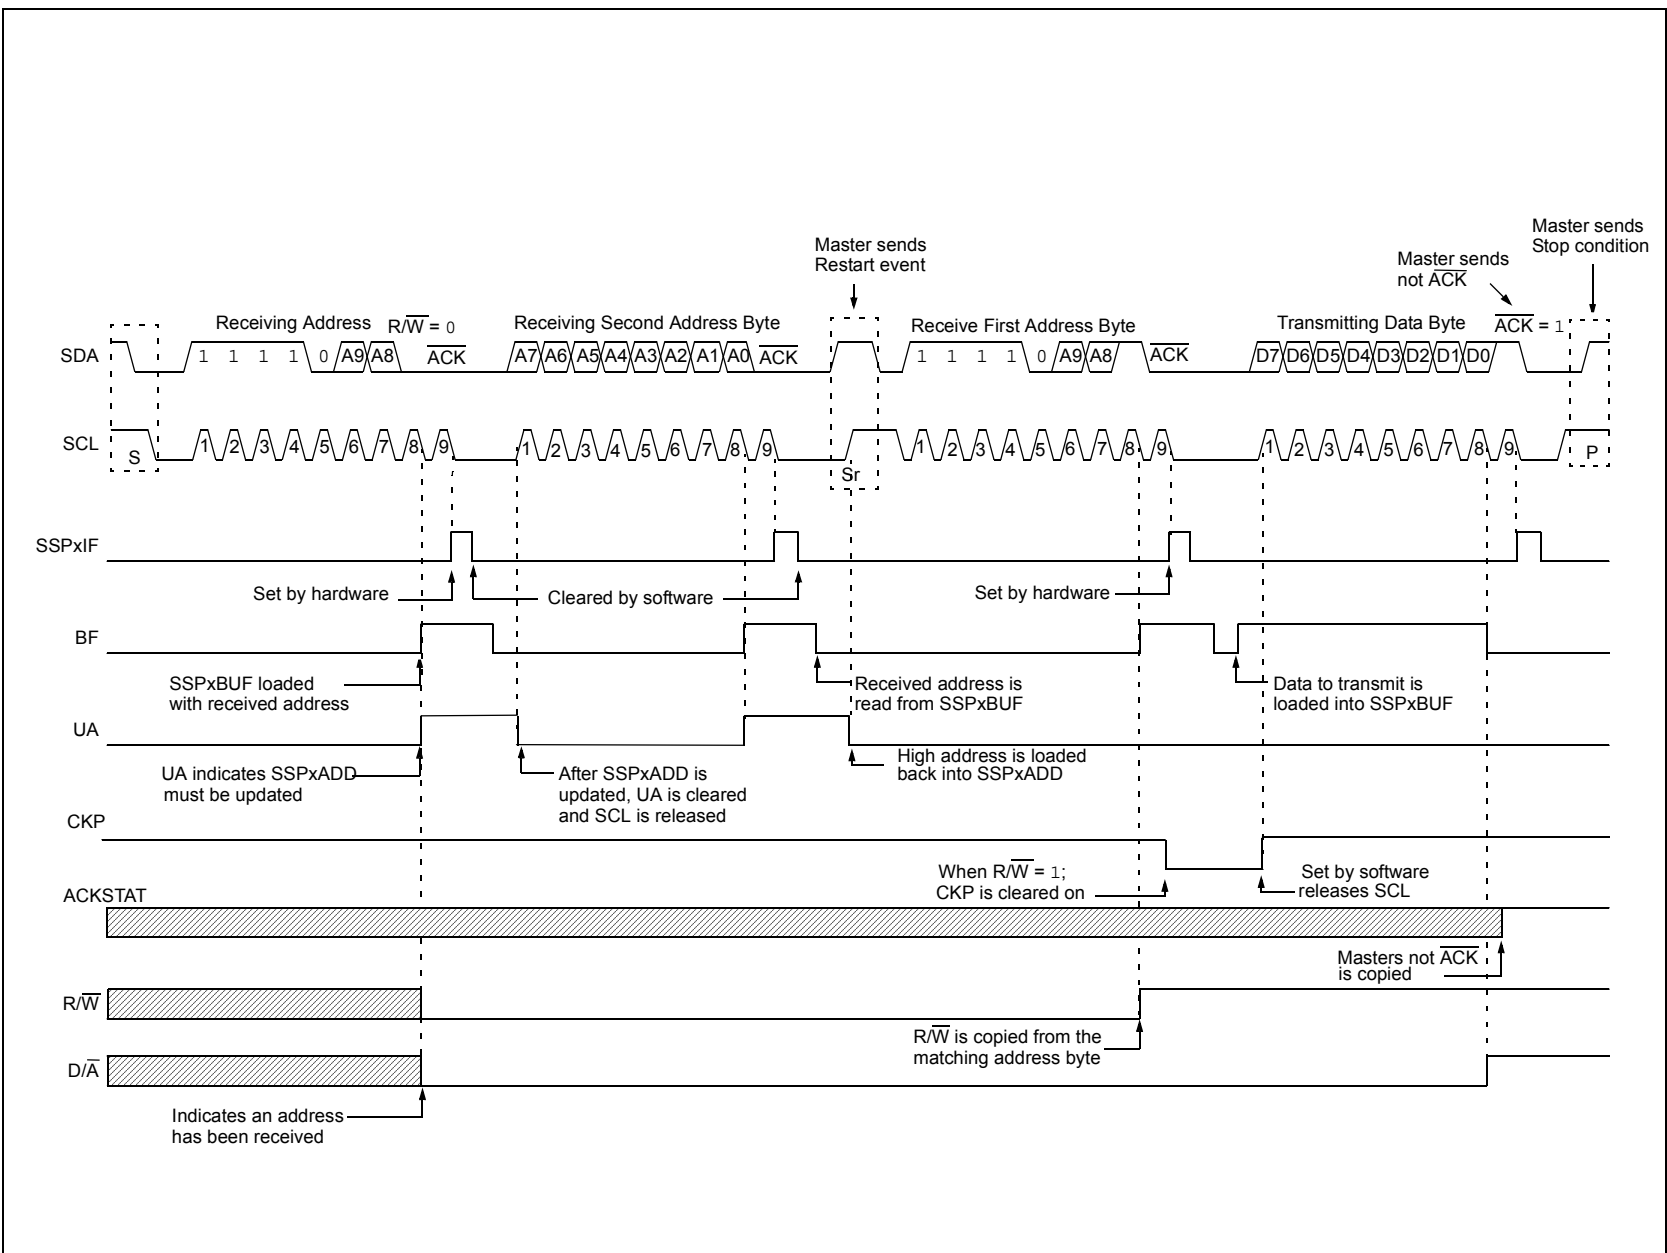 Master sends
Stop condition
Master sends
Restart event
Master sends
not A̅C̅K̅
Receiving Address R/W̅ = 0
Receiving Second Address Byte
Receive First Address Byte
Transmitting Data Byte
A̅C̅K̅ = 1
SDA 1 1 1 1 0 A9 A8 A̅C̅K̅ A7 A6 A5 A4 A3 A2 A1 A0 A̅C̅K̅ 1 1 1 1 0 A9 A8 A̅C̅K̅ D7 D6 D5 D4 D3 D2 D1 D0
SCL S 1 2 3 4 5 6 7 8 9 1 2 3 4 5 6 7 8 9 Sr 1 2 3 4 5 6 7 8 9 1 2 3 4 5 6 7 8 9 P
SSPxIF
Set by hardware
Cleared by software
Set by hardware
BF
SSPxBUF loaded
with received address
Received address is
read from SSPxBUF
Data to transmit is
loaded into SSPxBUF
UA
UA indicates SSPxADD
must be updated
After SSPxADD is
updated, UA is cleared
and SCL is released
High address is loaded
back into SSPxADD
CKP
When R/W̅ = 1;
CKP is cleared on
Set by software
releases SCL
ACKSTAT
Masters not A̅C̅K̅
is copied
R/W̅
R/W̅ is copied from the
matching address byte
D/A̅
Indicates an address
has been received